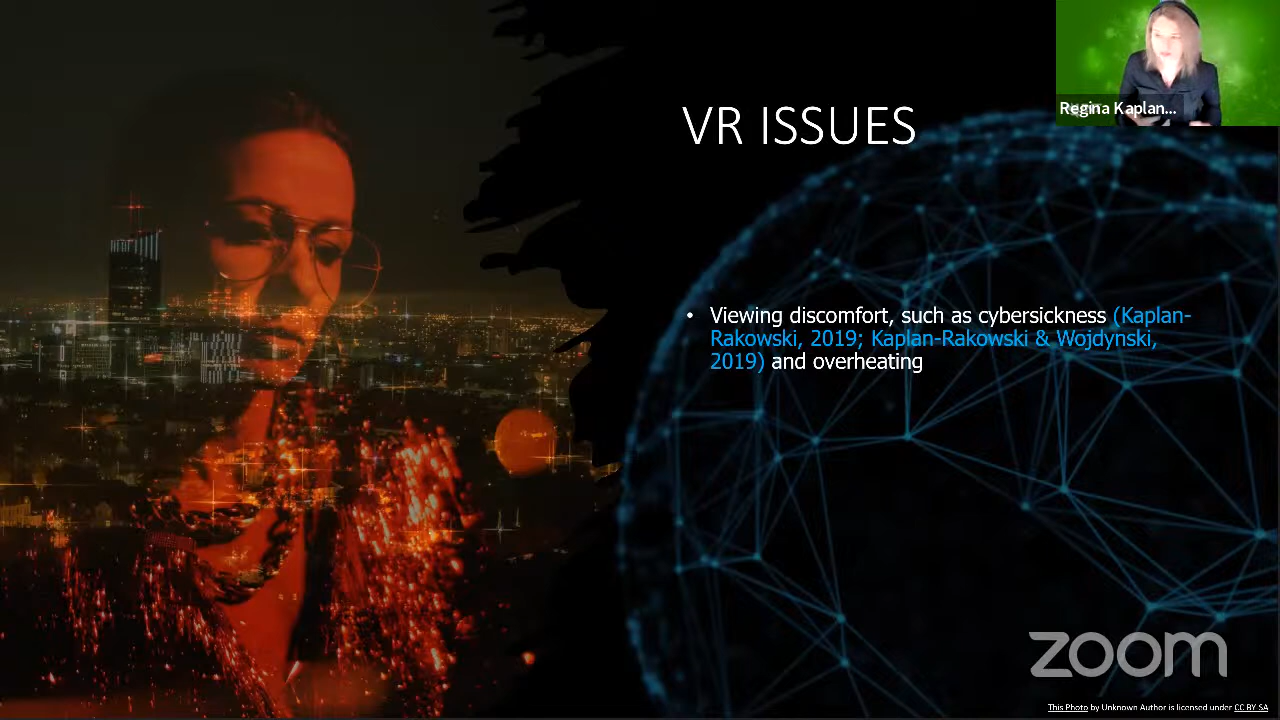 Regina Kaplan...
VR ISSUES
• Viewing discomfort, such as cybersickness (Kaplan-
Rakowski, 2019; Kaplan-Rakowski & Wojdynski,
2019) and overheating
zoom
This Photo by Unknown Author is licensed under CC BY SA